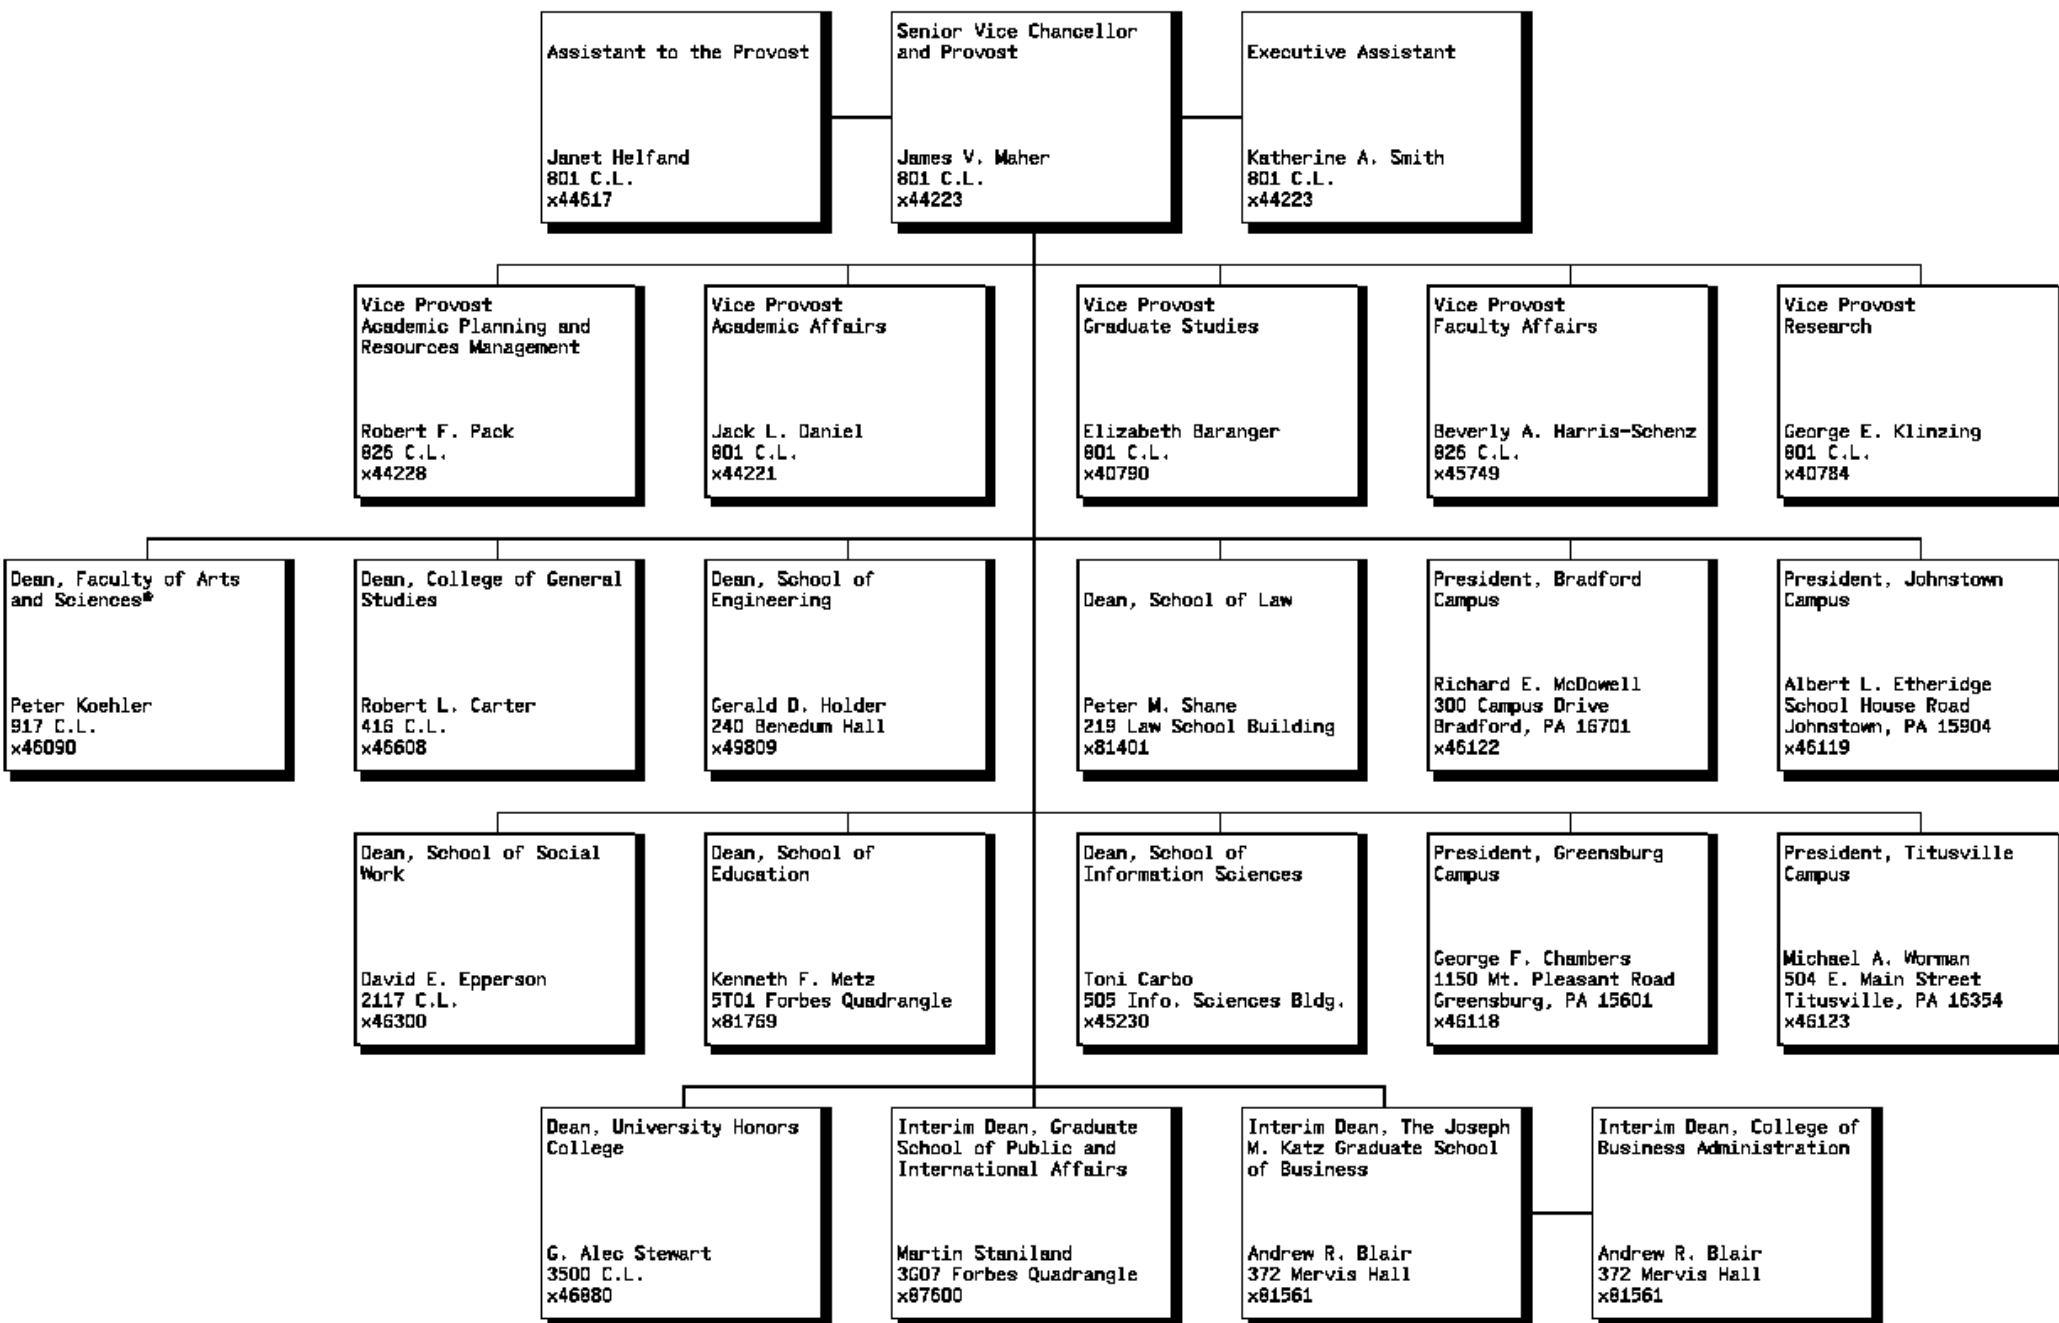 Assistant to the Provost
Janet Helfand
801 C.L.
x44617
Senior Vice Chancellor
and Provost
James V. Maher
801 C.L.
x44223
Executive Assistant
Katherine A. Smith
801 C.L.
x44223
Vice Provost
Academic Planning and
Resources Management
Robert F. Pack
826 C.L.
x44228
Vice Provost
Academic Affairs
Jack L. Daniel
801 C.L.
x44221
Vice Provost
Graduate Studies
Elizabeth Baranger
801 C.L.
x40790
Vice Provost
Faculty Affairs
Beverly A. Harris-Schenz
826 C.L.
x45749
Vice Provost
Research
George E. Klinzing
801 C.L.
x40784
Dean, Faculty of Arts
and Sciences*
Peter Koehler
917 C.L.
x46090
Dean, College of General
Studies
Robert L. Carter
416 C.L.
x46608
Dean, School of
Engineering
Gerald D. Holder
240 Benedum Hall
x49809
Dean, School of Law
Peter M. Shane
219 Law School Building
x81401
President, Bradford
Campus
Richard E. McDowell
300 Campus Drive
Bradford, PA 16701
x46122
President, Johnstown
Campus
Albert L. Etheridge
School House Road
Johnstown, PA 15904
x46119
Dean, School of Social
Work
David E. Epperson
2117 C.L.
x46300
Dean, School of
Education
Kenneth F. Metz
5T01 Forbes Quadrangle
x81769
Dean, School of
Information Sciences
Toni Carbo
505 Info. Sciences Bldg.
x45230
President, Greensburg
Campus
George F. Chambers
1150 Mt. Pleasant Road
Greensburg, PA 15601
x46118
President, Titusville
Campus
Michael A. Worman
504 E. Main Street
Titusville, PA 16354
x46123
Dean, University Honors
College
G. Alec Stewart
3500 C.L.
x46880
Interim Dean, Graduate
School of Public and
International Affairs
Martin Staniland
3G07 Forbes Quadrangle
x87600
Interim Dean, The Joseph
M. Katz Graduate School
of Business
Andrew R. Blair
372 Mervis Hall
x81561
Interim Dean, College of
Business Administration
Andrew R. Blair
372 Mervis Hall
x81561